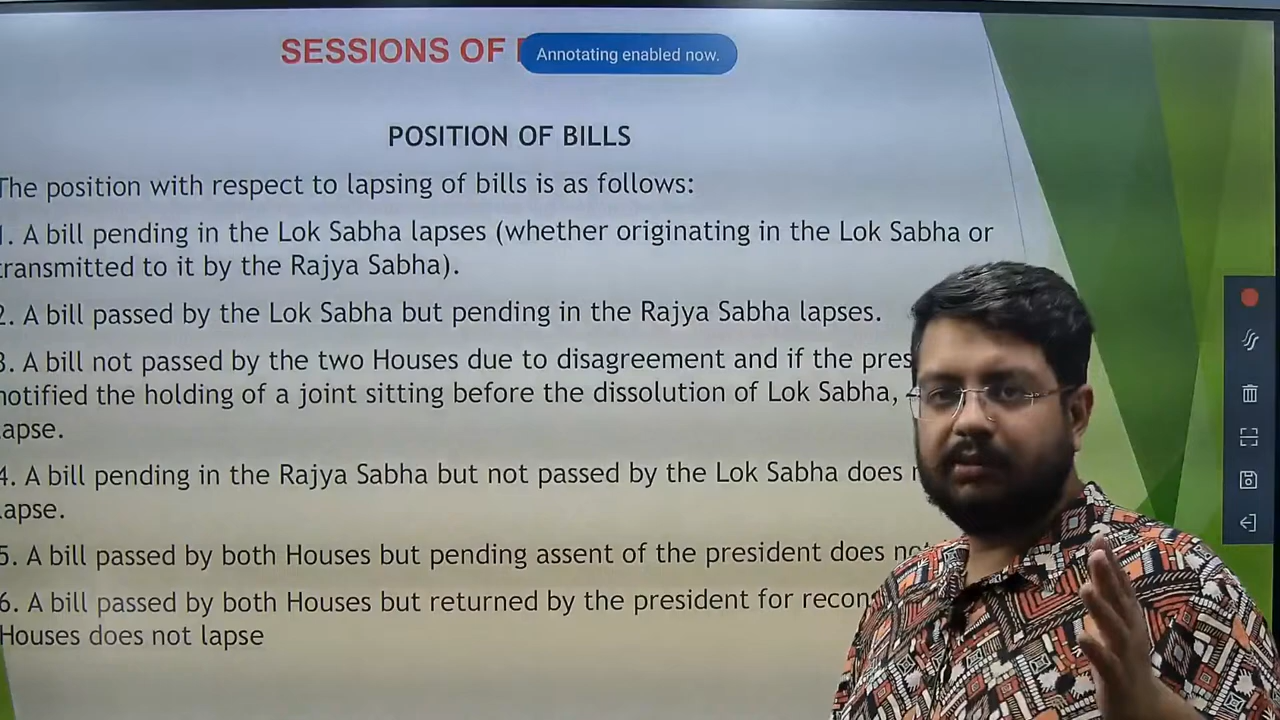 SESSIONS OF
Annotating enabled now.
POSITION OF BILLS
The position with respect to lapsing of bills is as follows:
1. A bill pending in the Lok Sabha lapses (whether originating in the Lok Sabha or
transmitted to it by the Rajya Sabha).
2. A bill passed by the Lok Sabha but pending in the Rajya Sabha lapses.
3. A bill not passed by the two Houses due to disagreement and if the pres
notified the holding of a joint sitting before the dissolution of Lok Sabha,
lapse.
4. A bill pending in the Rajya Sabha but not passed by the Lok Sabha does
lapse.
5. A bill passed by both Houses but pending assent of the president does not
6. A bill passed by both Houses but returned by the president for recon
Houses does not lapse